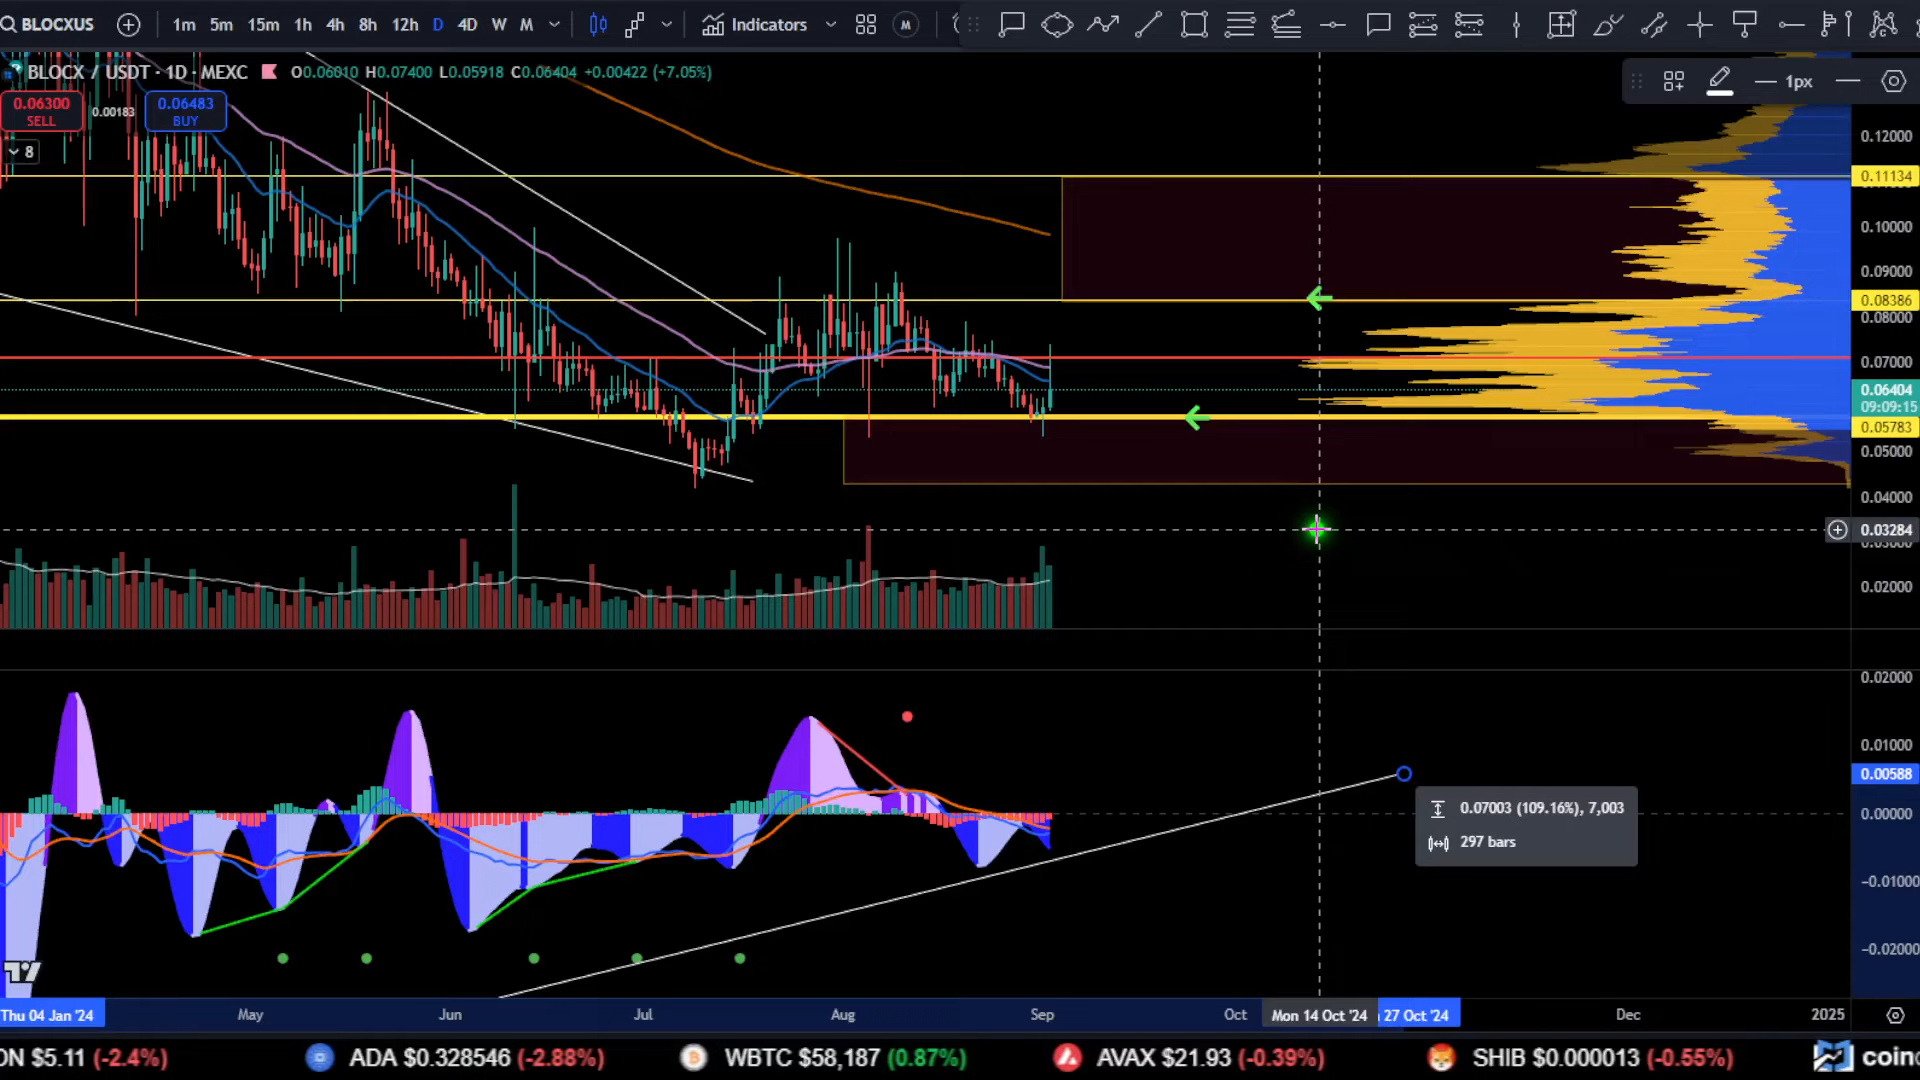 BLOCXUS 1m 5m 15m 1h 4h 8h 12h D 4D W M Indicators M
BLOCX / USDT · 1D · MEXC O0.06010 H0.07400 L0.05918 C0.06404 +0.00422 (+7.05%)
1px
0.06300 SELL
0.00183
0.06483 BUY
8
0.12000
0.11134
0.10000
0.09000
0.08386
0.08000
0.07000
0.06404
09:09:15
0.05783
0.05000
0.04000
0.03284
0.02000
0.02000
0.01000
0.00588
0.07003 (109.16%), 7,003
0.00000
297 bars
−0.01000
−0.02000
Thu 04 Jan '24 May Jun Jul Aug Sep Oct Mon 14 Oct '24 27 Oct '24 Dec 2025
ON $5.11 (-2.4%) ADA $0.328546 (-2.88%) WBTC $58,187 (0.87%) AVAX $21.93 (-0.39%) SHIB $0.000013 (-0.55%)